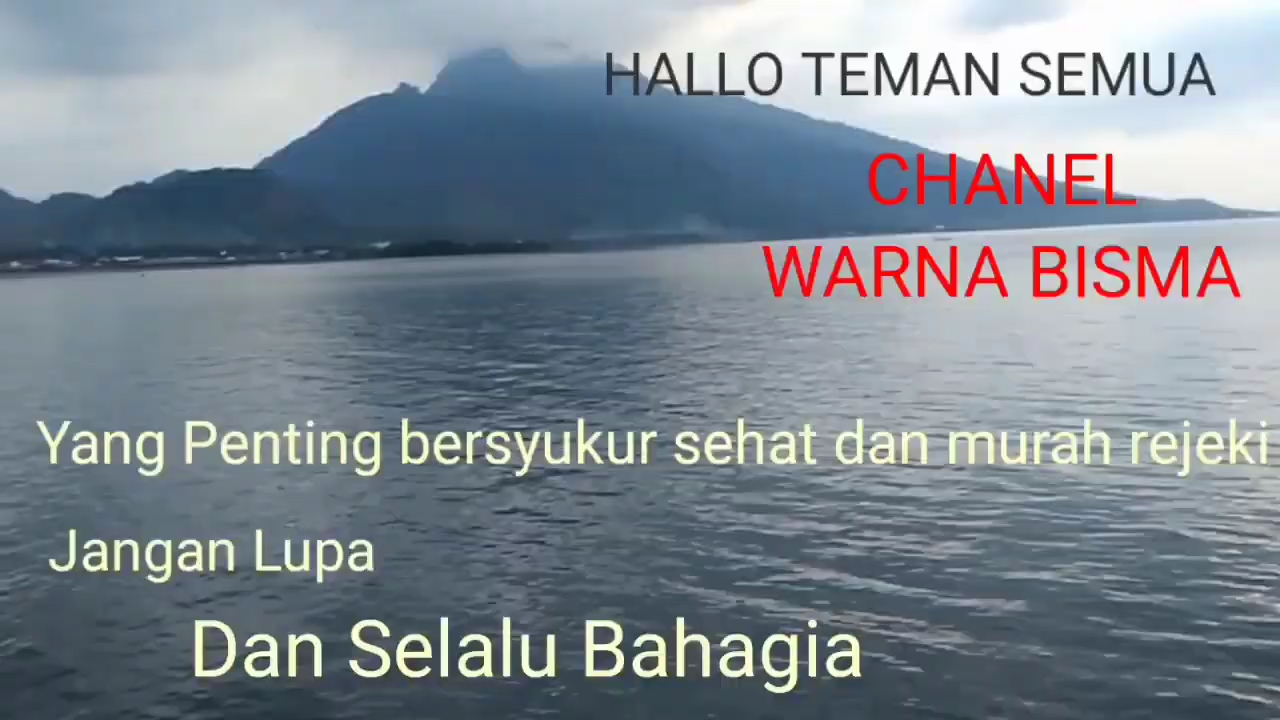 HALLO TEMAN SEMUA
CHANEL
WARNA BISMA
Yang Penting bersyukur sehat dan murah rejeki
Jangan Lupa
Dan Selalu Bahagia